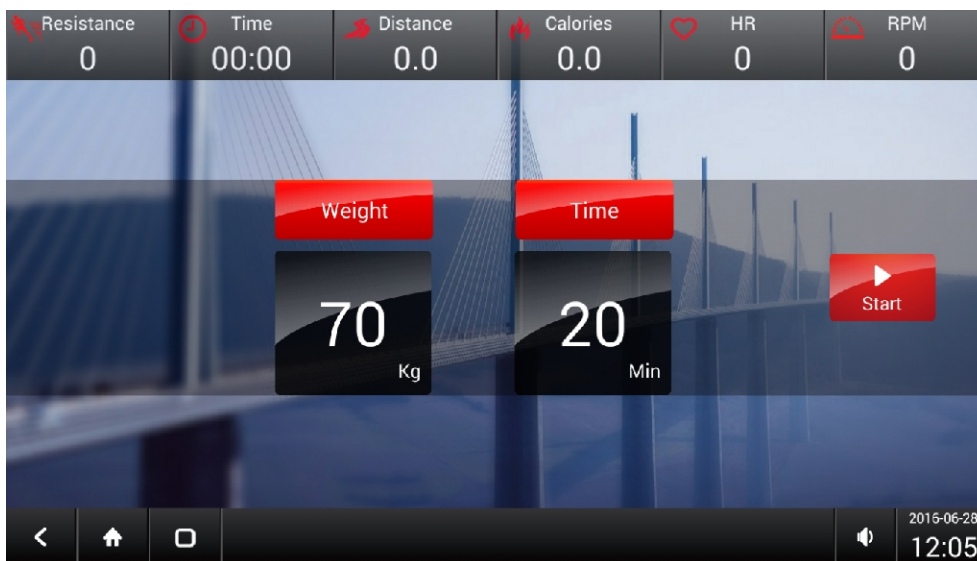 Resistance Time Distance Calories HR RPM
0 00:00 0.0 0.0 0 0
Weight Time
70 20
Kg Min
Start
2016-06-28
12:05